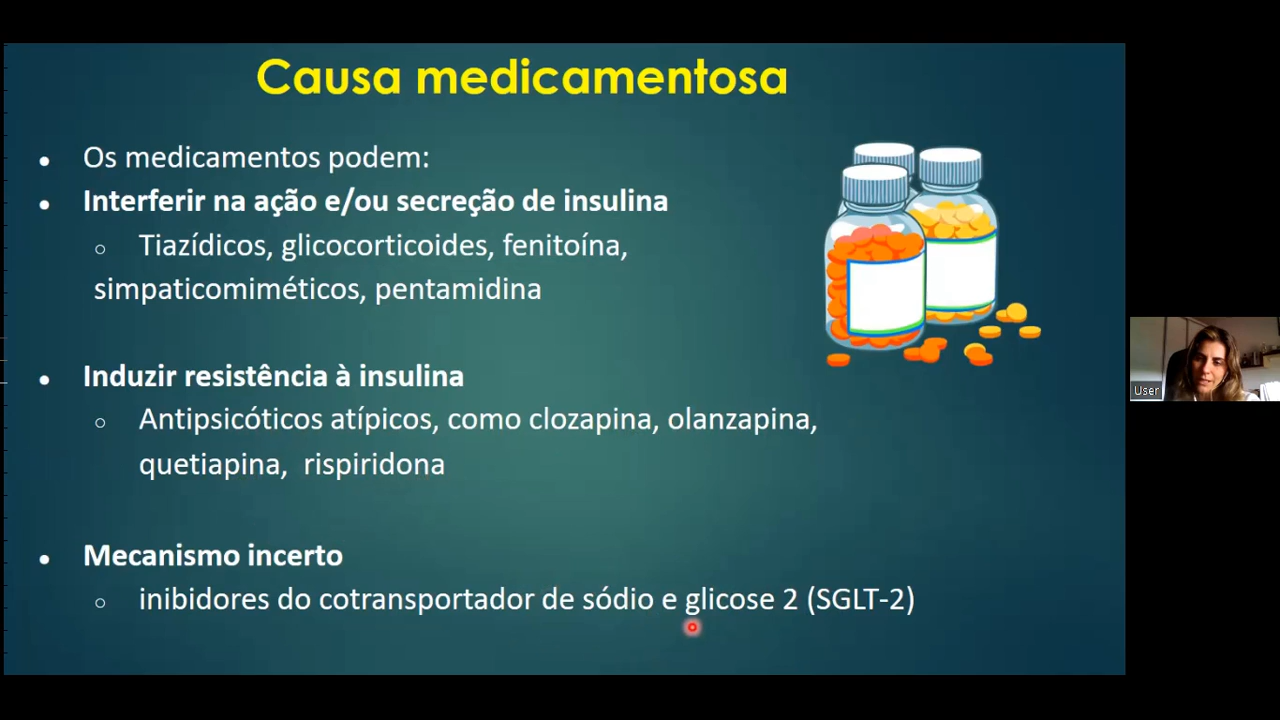 Causa medicamentosa
● Os medicamentos podem:
● Interferir na ação e/ou secreção de insulina
○ Tiazídicos, glicocorticoides, fenitoína,
simpaticomiméticos, pentamidina
● Induzir resistência à insulina
○ Antipsicóticos atípicos, como clozapina, olanzapina,
quetiapina, rispiridona
● Mecanismo incerto
○ inibidores do cotransportador de sódio e glicose 2 (SGLT-2)
User